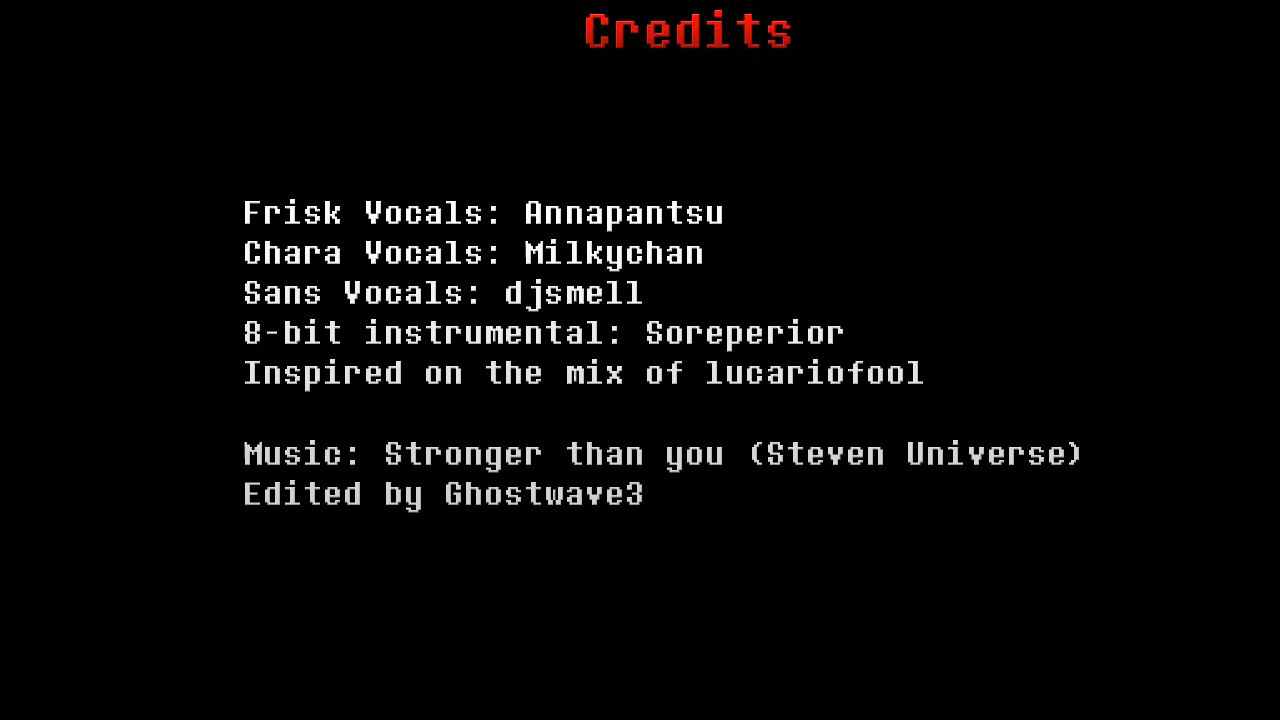 Credits
Frisk Vocals: Annapantsu
Chara Vocals: Milkychan
Sans Vocals: djsmell
8-bit instrumental: Soreperior
Inspired on the mix of lucariofool
Music: Stronger than you (Steven Universe)
Edited by Ghostwave3